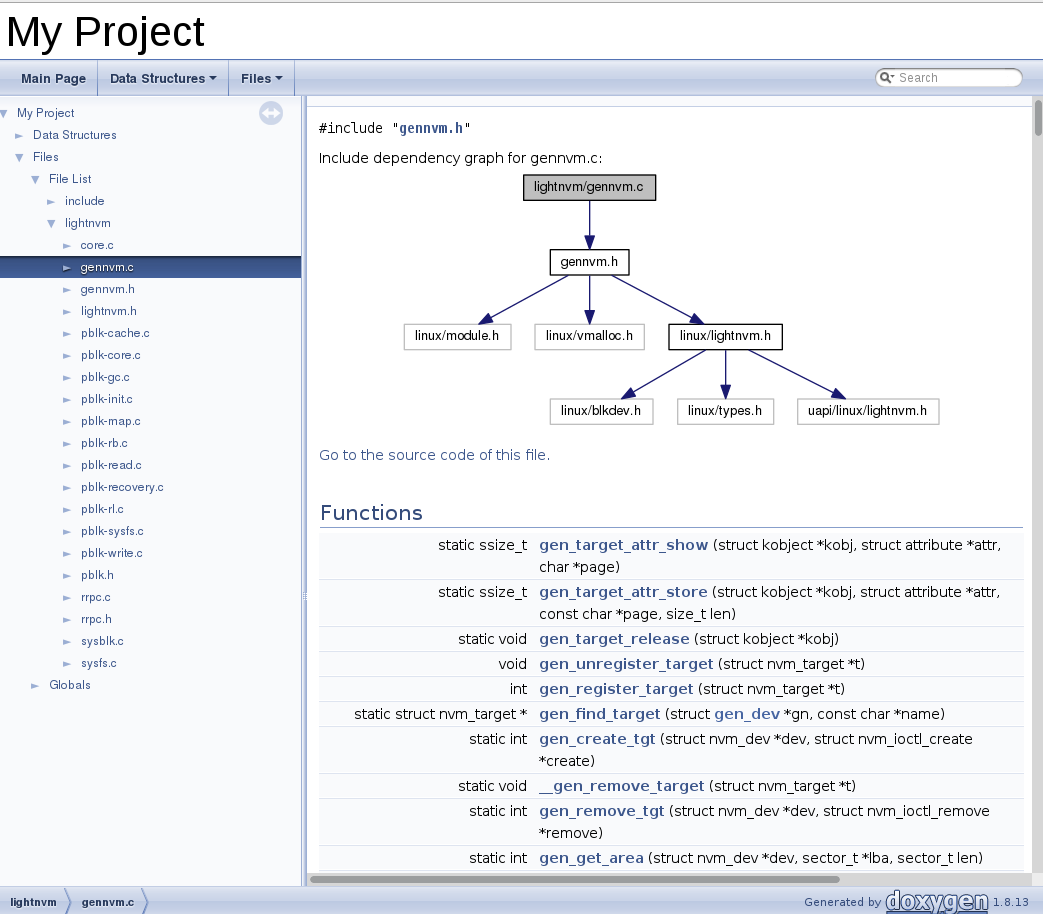 My Project
Main Page
Data Structures
Files
Search
My Project
Data Structures
Files
File List
include
lightnvm
core.c
gennvm.c
gennvm.h
lightnvm.h
pblk-cache.c
pblk-core.c
pblk-gc.c
pblk-init.c
pblk-map.c
pblk-rb.c
pblk-read.c
pblk-recovery.c
pblk-rl.c
pblk-sysfs.c
pblk-write.c
pblk.h
rrpc.c
rrpc.h
sysblk.c
sysfs.c
Globals
#include "gennvm.h"
Include dependency graph for gennvm.c:
lightnvm/gennvm.c
gennvm.h
linux/module.h
linux/vmalloc.h
linux/lightnvm.h
linux/blkdev.h
linux/types.h
uapi/linux/lightnvm.h
Go to the source code of this file.
Functions
static ssize_t gen_target_attr_show (struct kobject *kobj, struct attribute *attr,
char *page)
static ssize_t gen_target_attr_store (struct kobject *kobj, struct attribute *attr,
const char *page, size_t len)
static void gen_target_release (struct kobject *kobj)
void gen_unregister_target (struct nvm_target *t)
int gen_register_target (struct nvm_target *t)
static struct nvm_target * gen_find_target (struct gen_dev *gn, const char *name)
static int gen_create_tgt (struct nvm_dev *dev, struct nvm_ioctl_create
*create)
static void __gen_remove_target (struct nvm_target *t)
static int gen_remove_tgt (struct nvm_dev *dev, struct nvm_ioctl_remove
*remove)
static int gen_get_area (struct nvm_dev *dev, sector_t *lba, sector_t len)
lightnvm
gennvm.c
Generated by doxygen 1.8.13